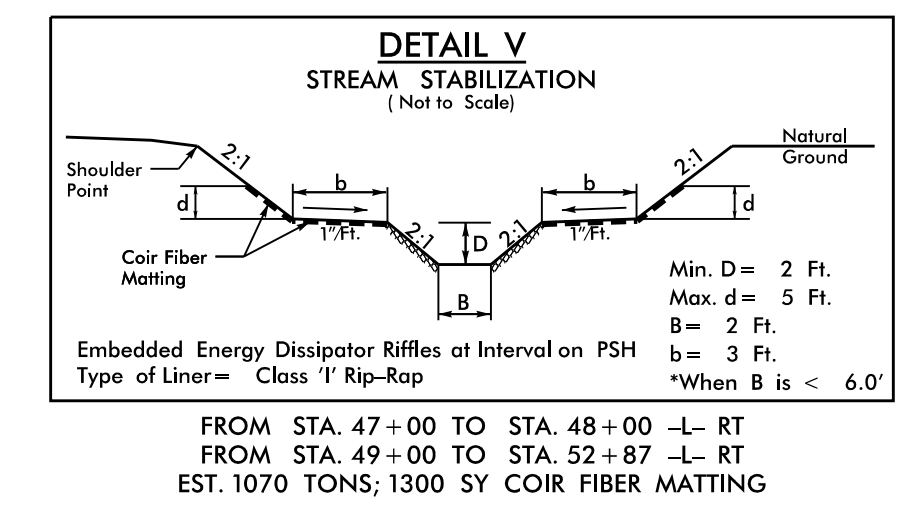 DETAIL V
STREAM STABILIZATION
( Not to Scale)
Natural
Ground
2:1
2:1
Shoulder
Point
b
b
d
d
1"/Ft.
2:1
D
2:1
1"/Ft.
Coir Fiber
Matting
B
Min. D = 2 Ft.
Max. d = 5 Ft.
B = 2 Ft.
b = 3 Ft.
*When B is < 6.0'
Embedded Energy Dissipator Riffles at Interval on PSH
Type of Liner = Class 'I' Rip-Rap
FROM STA. 47+00 TO STA. 48+00 -L- RT
FROM STA. 49+00 TO STA. 52+87 -L- RT
EST. 1070 TONS; 1300 SY COIR FIBER MATTING